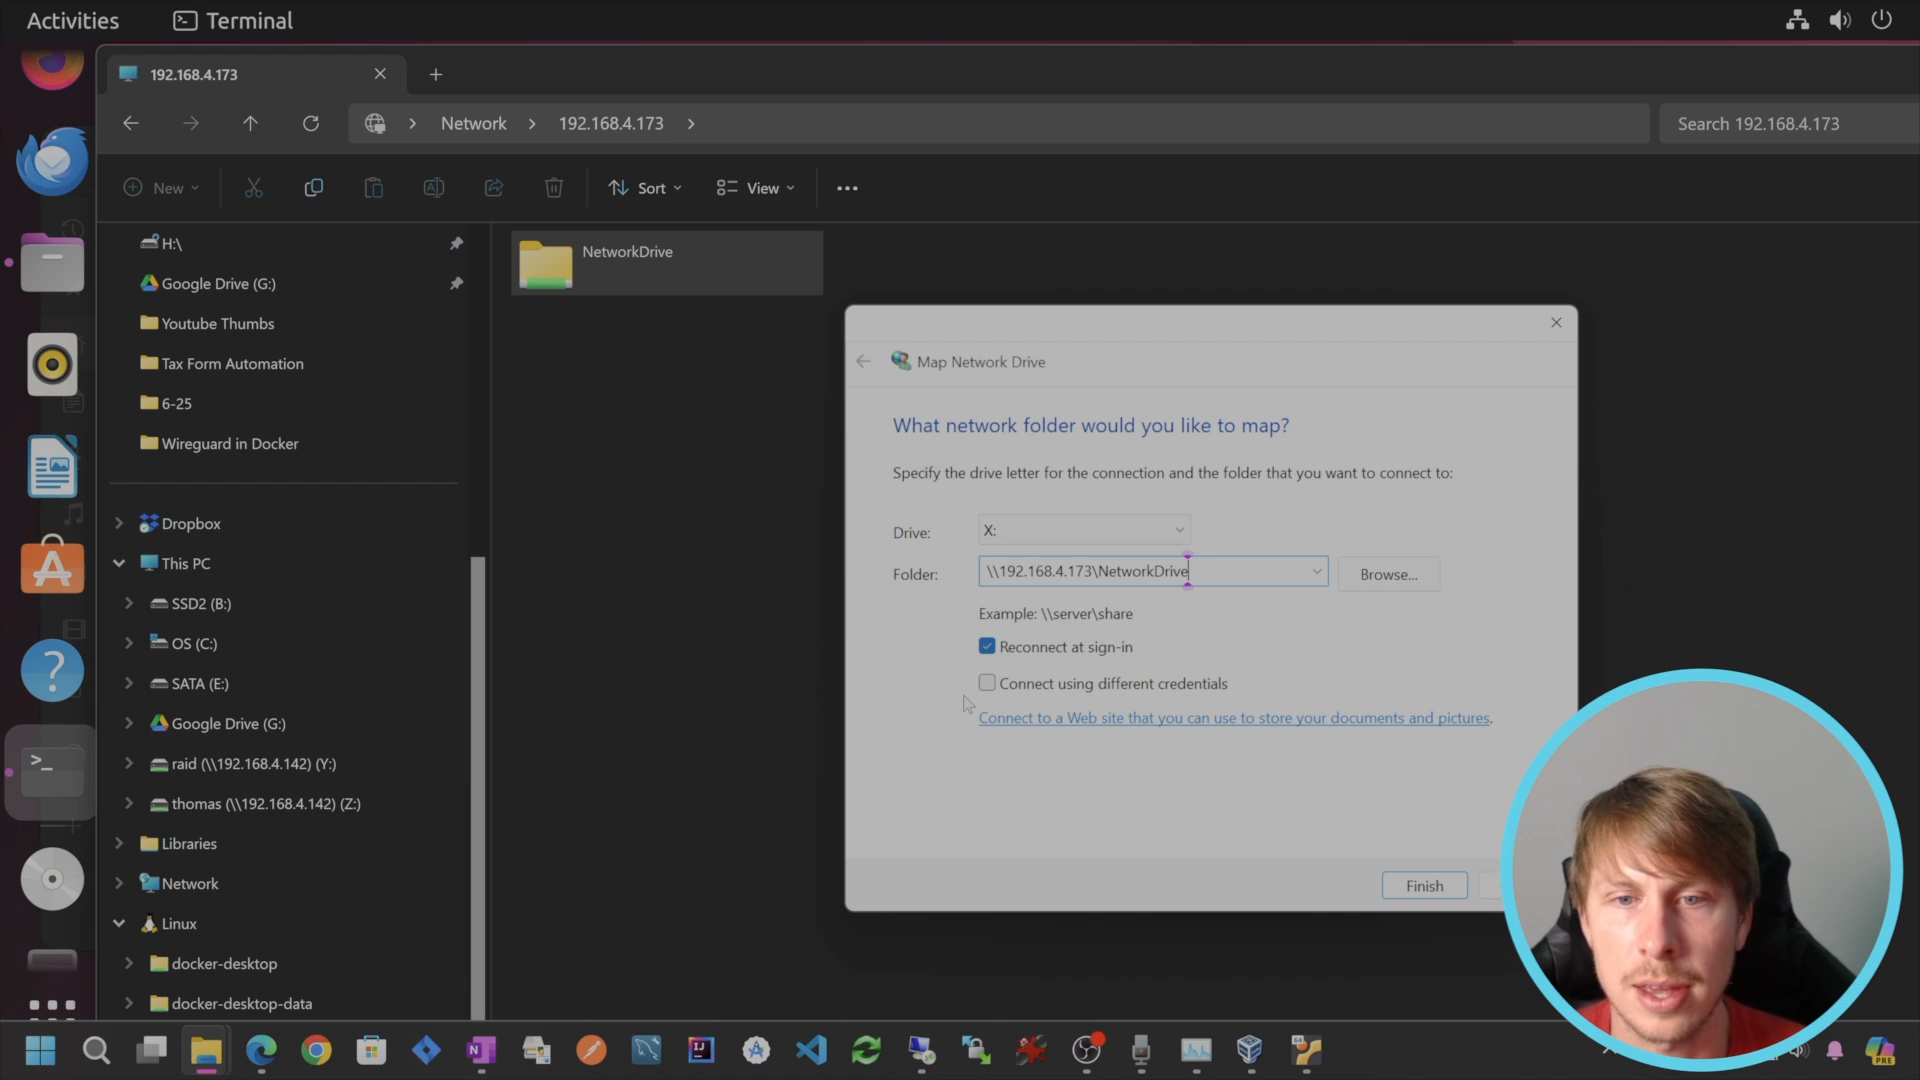 Activities
Terminal
192.168.4.173
Network
192.168.4.173
Search 192.168.4.173
New
Sort
View
H:\
Google Drive (G:)
Youtube Thumbs
Tax Form Automation
6-25
Wireguard in Docker
Dropbox
This PC
SSD2 (B:)
OS (C:)
SATA (E:)
Google Drive (G:)
raid (\\192.168.4.142) (Y:)
thomas (\\192.168.4.142) (Z:)
Libraries
Network
Linux
docker-desktop
docker-desktop-data
NetworkDrive
Map Network Drive
What network folder would you like to map?
Specify the drive letter for the connection and the folder that you want to connect to:
Drive:
X:
Folder:
\\192.168.4.173\NetworkDrive
Browse...
Example: \\server\share
Reconnect at sign-in
Connect using different credentials
Connect to a Web site that you can use to store your documents and pictures.
Finish
PRE